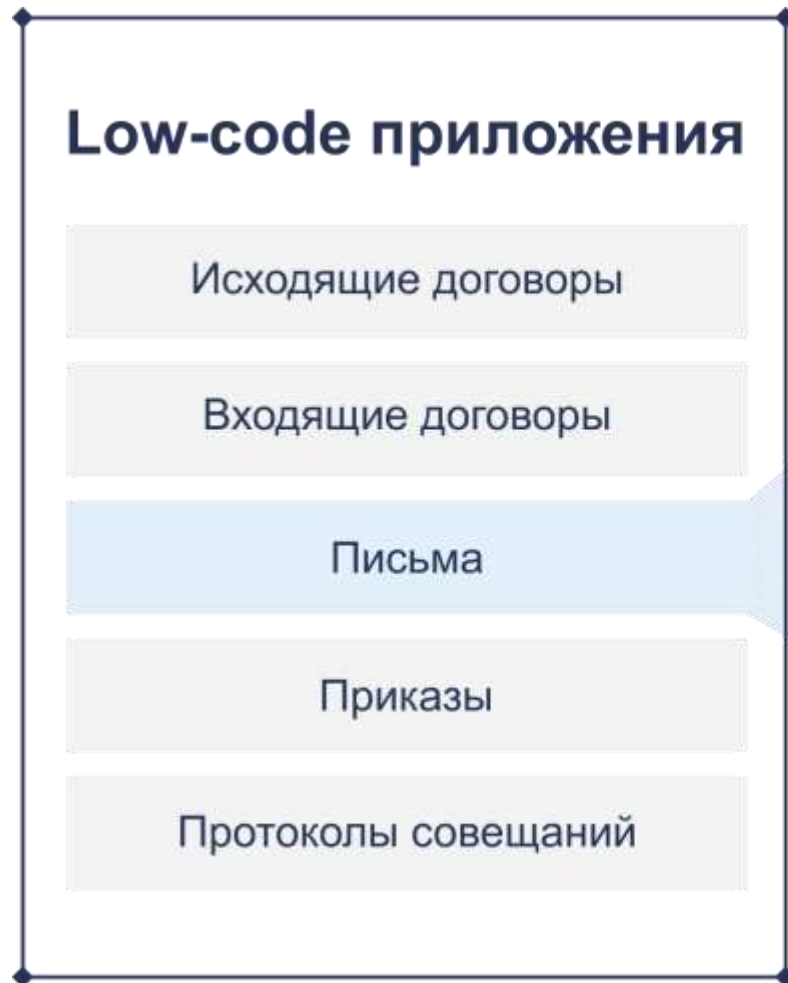 Low-code приложения
Исходящие договоры
Входящие договоры
Письма
Приказы
Протоколы совещаний